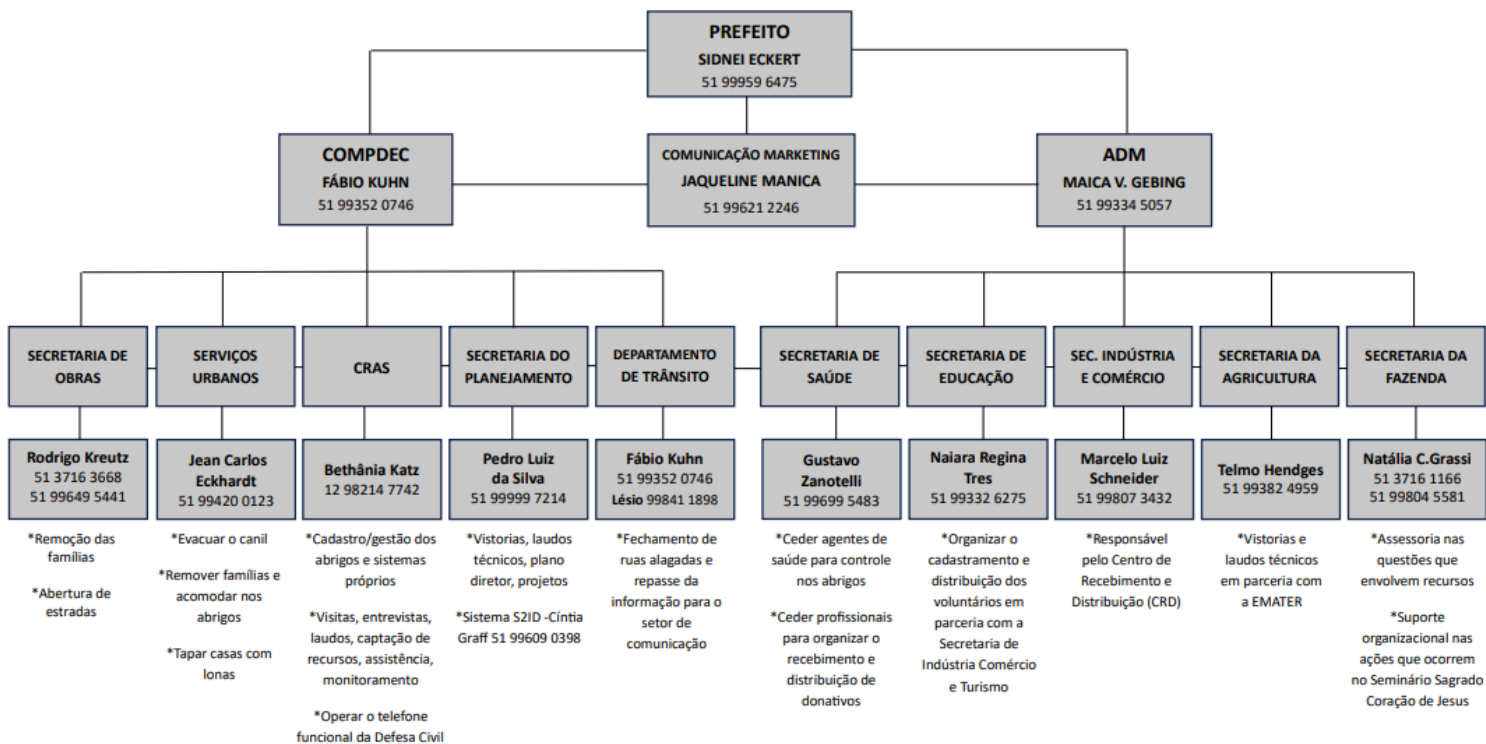 PREFEITO
SIDNEI ECKERT
51 99959 6475
COMPDEC
FÁBIO KUHN
51 99352 0746
COMUNICAÇÃO MARKETING
JAQUELINE MANICA
51 99621 2246
ADM
MAICA V. GEBING
51 99334 5057
SECRETARIA DE
OBRAS
SERVIÇOS
URBANOS
CRAS
SECRETARIA DO
PLANEJAMENTO
DEPARTAMENTO
DE TRÂNSITO
SECRETARIA DE
SAÚDE
SECRETARIA DE
EDUCAÇÃO
SEC. INDÚSTRIA
E COMÉRCIO
SECRETARIA DA
AGRICULTURA
SECRETARIA DA
FAZENDA
Rodrigo Kreutz
51 3716 3668
51 99649 5441
Jean Carlos
Eckhardt
51 99420 0123
Bethânia Katz
12 98214 7742
Pedro Luiz
da Silva
51 99999 7214
Fábio Kuhn
51 99352 0746
Lésio 99841 1898
Gustavo
Zanotelli
51 99699 5483
Naiara Regina
Tres
51 99332 6275
Marcelo Luiz
Schneider
51 99807 3432
Telmo Hendges
51 99382 4959
Natália C.Grassi
51 3716 1166
51 99804 5581
*Remoção das
famílias
*Abertura de
estradas
*Evacuar o canil
*Remover famílias e
acomodar nos
abrigos
*Tapar casas com
lonas
*Cadastro/gestão dos
abrigos e sistemas
próprios
*Visitas, entrevistas,
laudos, captação de
recursos, assistência,
monitoramento
*Operar o telefone
funcional da Defesa Civil
*Vistorias, laudos
técnicos, plano
diretor, projetos
*Sistema S2ID -Cíntia
Graff 51 99609 0398
*Fechamento de
ruas alagadas e
repasse da
informação para o
setor de
comunicação
*Ceder agentes de
saúde para controle
nos abrigos
*Ceder profissionais
para organizar o
recebimento e
distribuição de
donativos
*Organizar o
cadastramento e
distribuição dos
voluntários em
parceria com a
Secretaria de
Indústria Comércio
e Turismo
*Responsável
pelo Centro de
Recebimento e
Distribuição (CRD)
*Vistorias e
laudos técnicos
em parceria com
a EMATER
*Assessoria nas
questões que
envolvem recursos
*Suporte
organizacional nas
ações que ocorrem
no Seminário Sagrado
Coração de Jesus